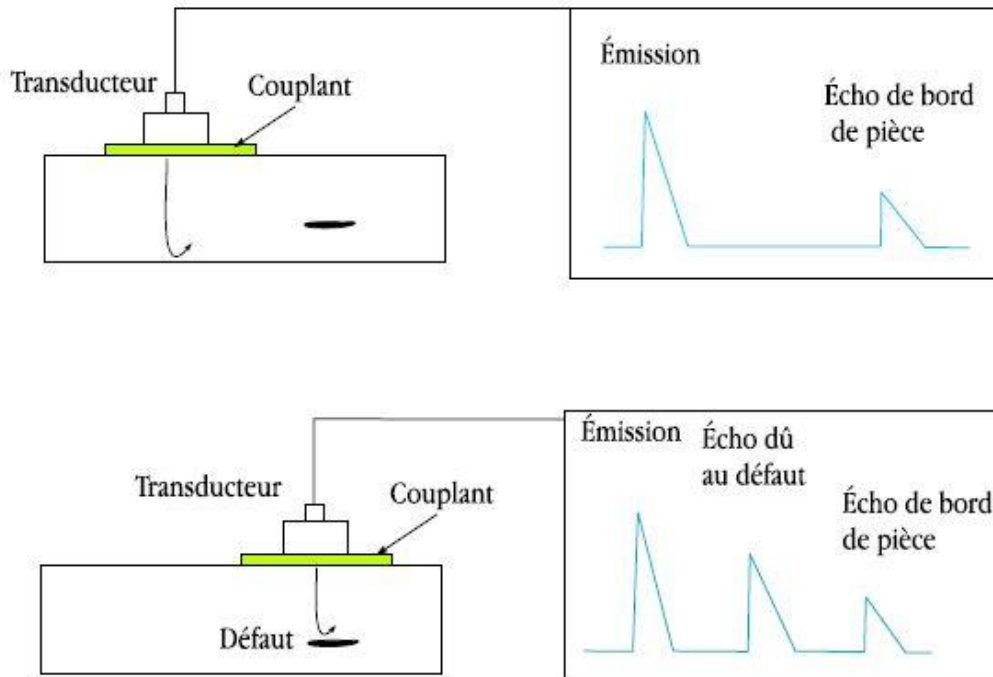 Émission
Transducteur
Couplant
Écho de bord
de pièce
Émission
Écho dû
au défaut
Transducteur
Couplant
Écho de bord
de pièce
Défaut